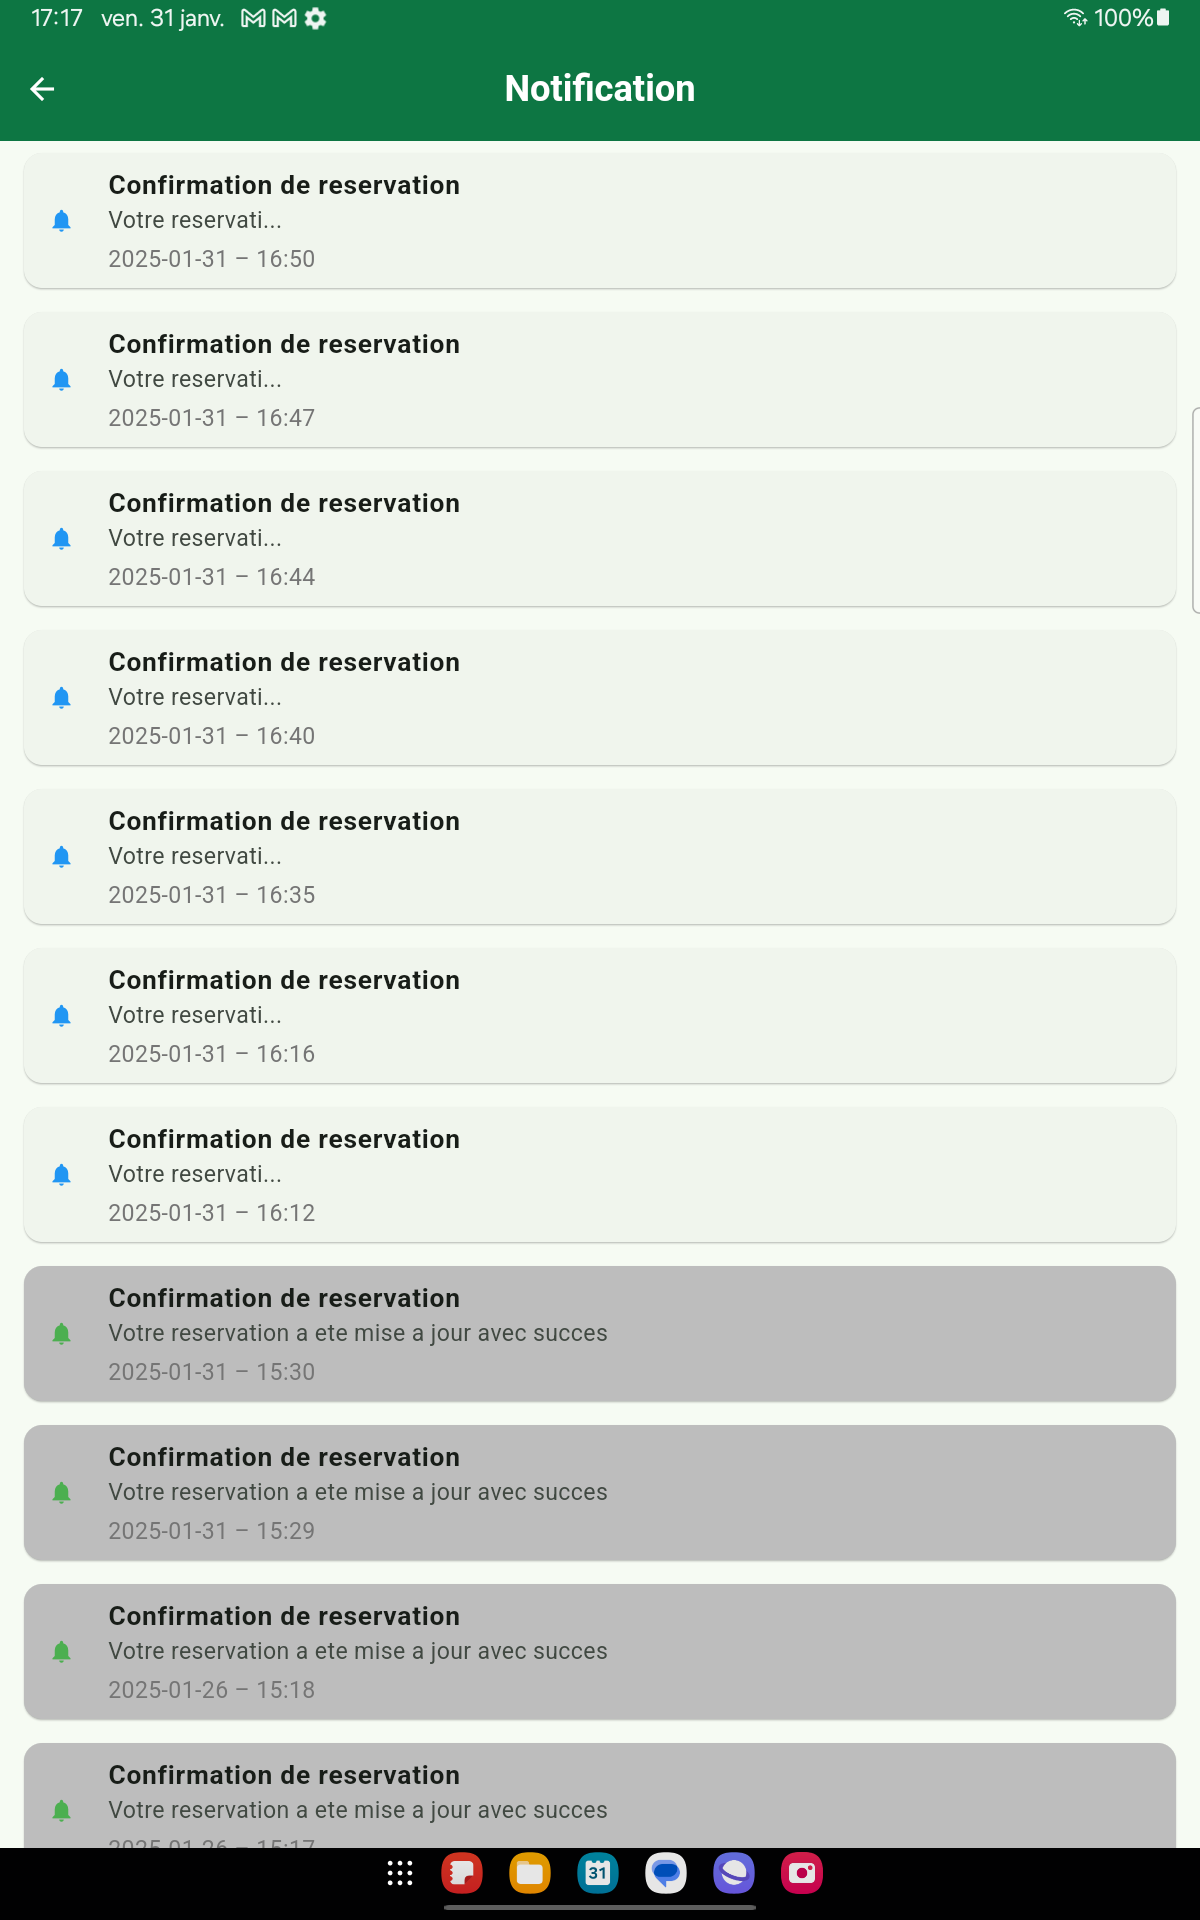 17:17 ven. 31 janv. 100%
Notification
Confirmation de reservation
Votre reservati...
2025-01-31 – 16:50
Confirmation de reservation
Votre reservati...
2025-01-31 – 16:47
Confirmation de reservation
Votre reservati...
2025-01-31 – 16:44
Confirmation de reservation
Votre reservati...
2025-01-31 – 16:40
Confirmation de reservation
Votre reservati...
2025-01-31 – 16:35
Confirmation de reservation
Votre reservati...
2025-01-31 – 16:16
Confirmation de reservation
Votre reservati...
2025-01-31 – 16:12
Confirmation de reservation
Votre reservation a ete mise a jour avec succes
2025-01-31 – 15:30
Confirmation de reservation
Votre reservation a ete mise a jour avec succes
2025-01-31 – 15:29
Confirmation de reservation
Votre reservation a ete mise a jour avec succes
2025-01-26 – 15:18
Confirmation de reservation
Votre reservation a ete mise a jour avec succes
2025-01-26 – 15:17
31